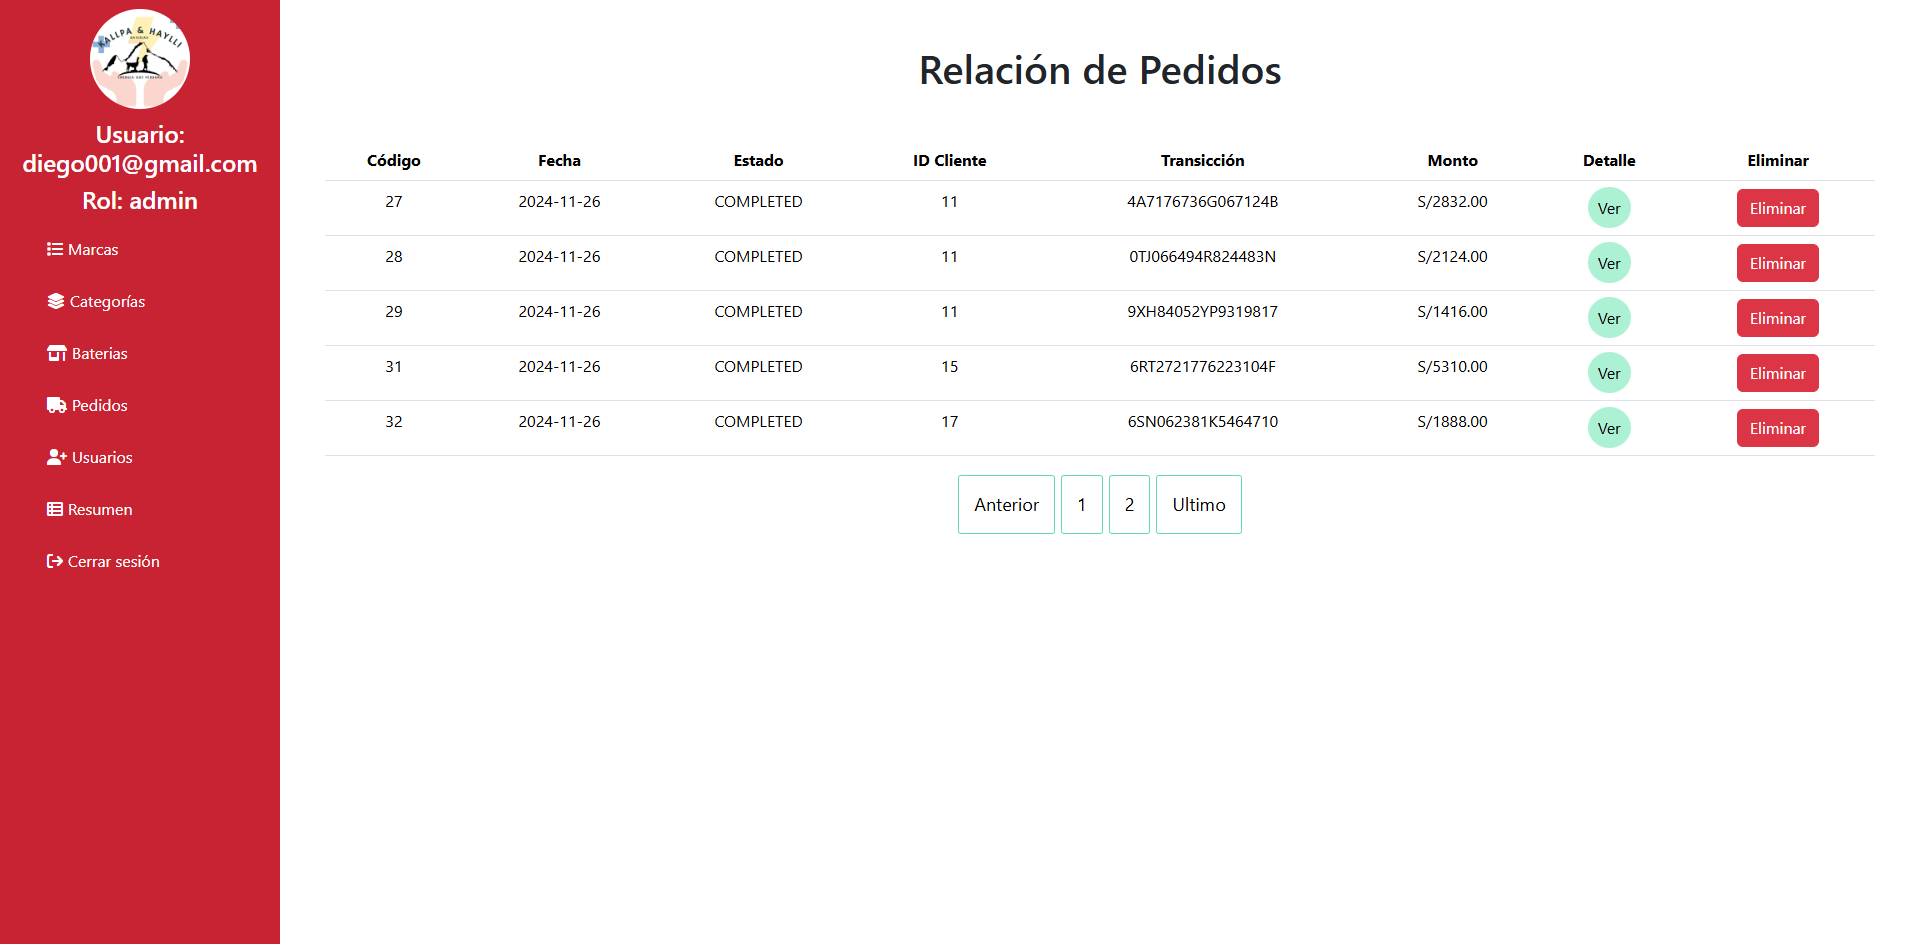 KALLPA & HAYLLI
BATERIAS
Usuario:
diego001@gmail.com
Rol: admin
Marcas
Categorías
Baterias
Pedidos
Usuarios
Resumen
Cerrar sesión
Relación de Pedidos
Código Fecha Estado ID Cliente Transicción Monto Detalle Eliminar
27 2024-11-26 COMPLETED 11 4A7176736G067124B S/2832.00 Ver Eliminar
28 2024-11-26 COMPLETED 11 0TJ066494R824483N S/2124.00 Ver Eliminar
29 2024-11-26 COMPLETED 11 9XH84052YP9319817 S/1416.00 Ver Eliminar
31 2024-11-26 COMPLETED 15 6RT2721776223104F S/5310.00 Ver Eliminar
32 2024-11-26 COMPLETED 17 6SN062381K5464710 S/1888.00 Ver Eliminar
Anterior 1 2 Ultimo